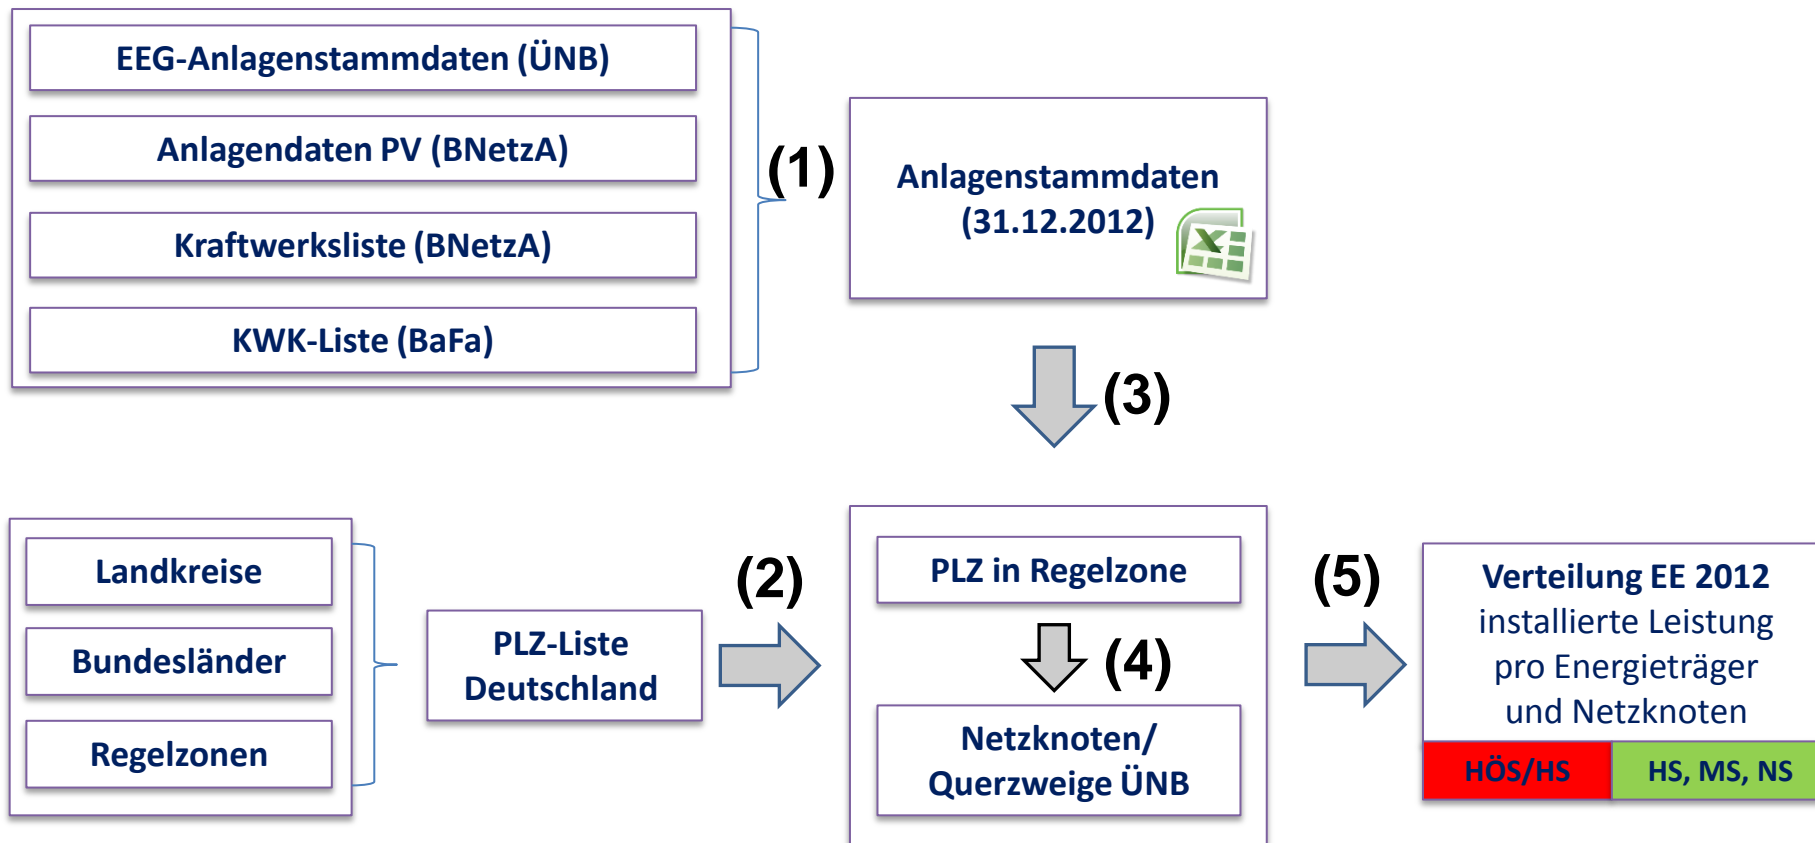 EEG-Anlagenstammdaten (ÜNB)
Anlagendaten PV (BNetzA)
Kraftwerksliste (BNetzA)
KWK-Liste (BaFa)
(1)
Anlagenstammdaten
(31.12.2012)
(3)
Landkreise
Bundesländer
Regelzonen
PLZ-Liste
Deutschland
(2)
PLZ in Regelzone
(4)
Netzknoten/
Querzweige ÜNB
(5)
Verteilung EE 2012
installierte Leistung
pro Energieträger
und Netzknoten
HÖS/HS
HS, MS, NS